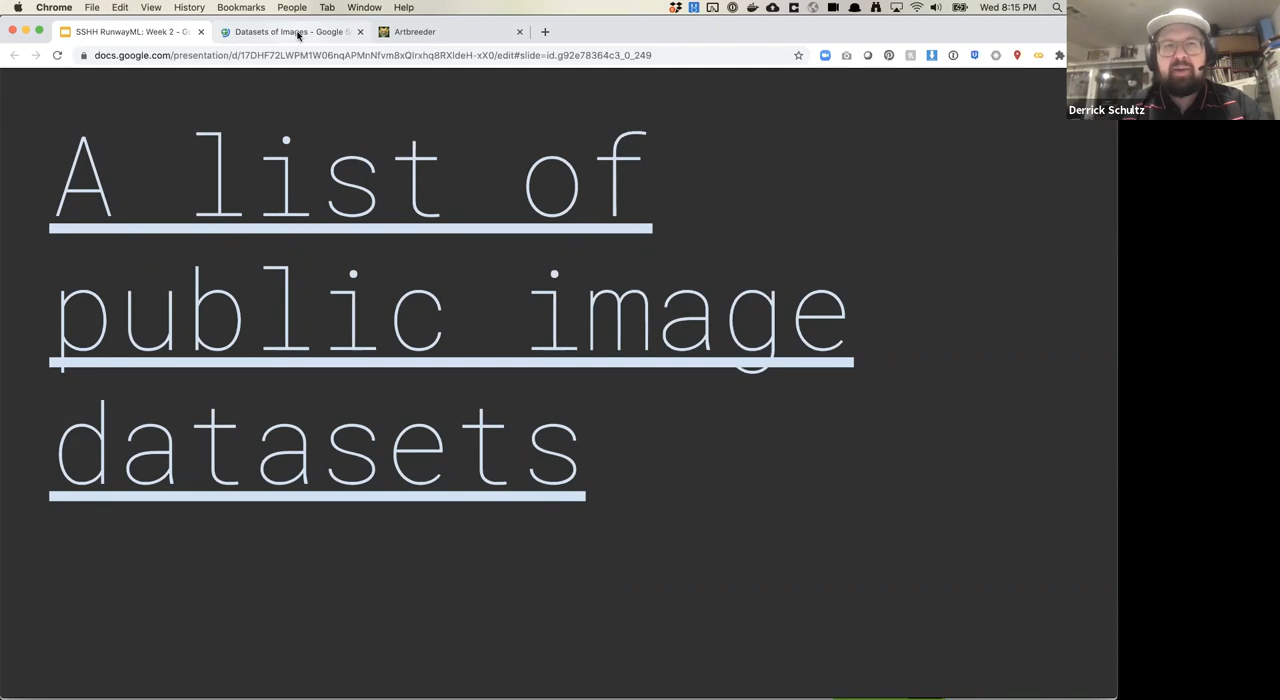 Chrome File Edit View History Bookmarks People Tab Window Help Wed 8:15 PM
SSHH RunwayML: Week 2 - G Datasets of Images - Google S Artbreeder
docs.google.com/presentation/d/17DHF72LWPM1W06nqAPMnNfvm8xQlrxhq8RXldeH-xX0/edit#slide=id.g92e78364c3_0_249
Derrick Schultz
A list of
public image
datasets